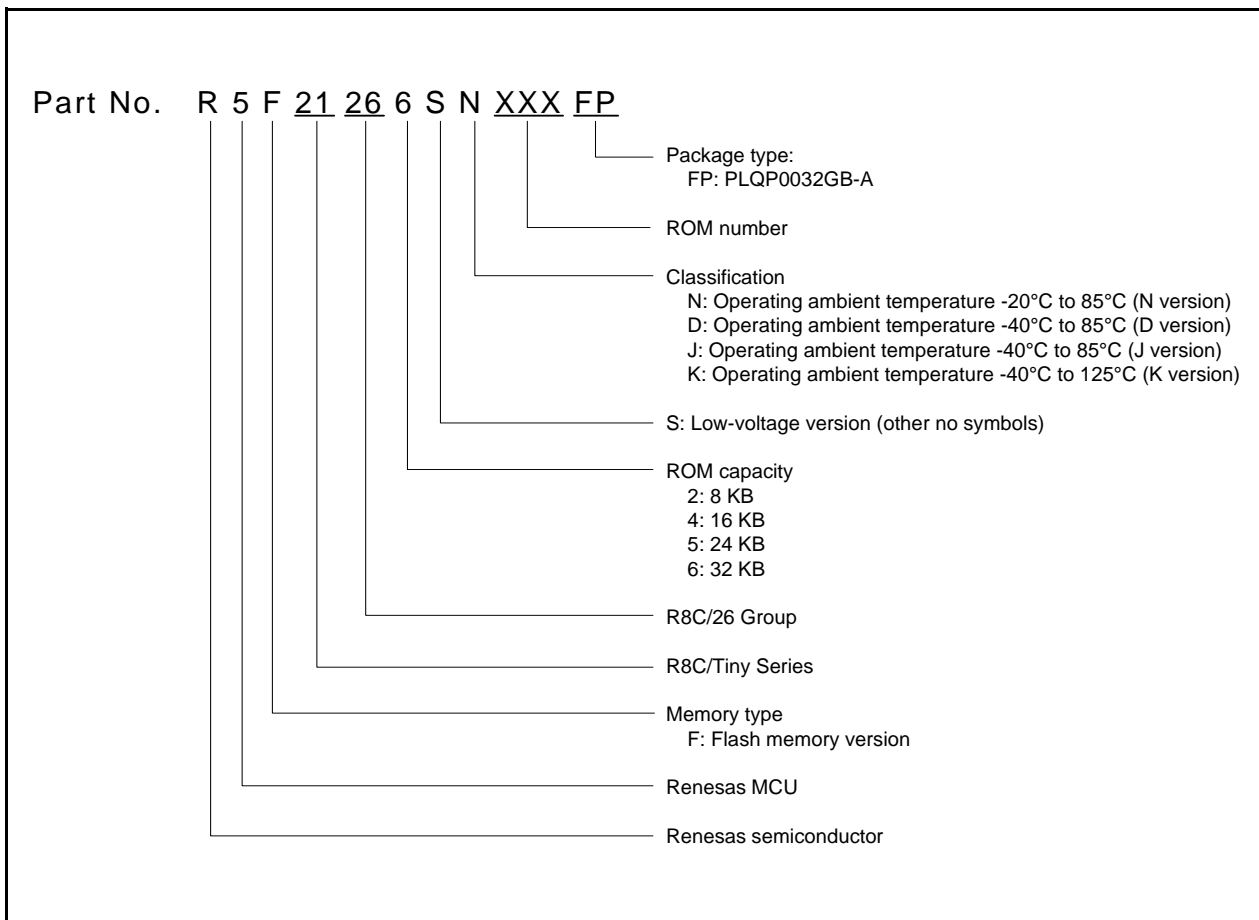 Part No. R 5 F 21 26 6 S N XXX FP
Package type:
FP: PLQP0032GB-A
ROM number
Classification
N: Operating ambient temperature -20°C to 85°C (N version)
D: Operating ambient temperature -40°C to 85°C (D version)
J: Operating ambient temperature -40°C to 85°C (J version)
K: Operating ambient temperature -40°C to 125°C (K version)
S: Low-voltage version (other no symbols)
ROM capacity
2: 8 KB
4: 16 KB
5: 24 KB
6: 32 KB
R8C/26 Group
R8C/Tiny Series
Memory type
F: Flash memory version
Renesas MCU
Renesas semiconductor